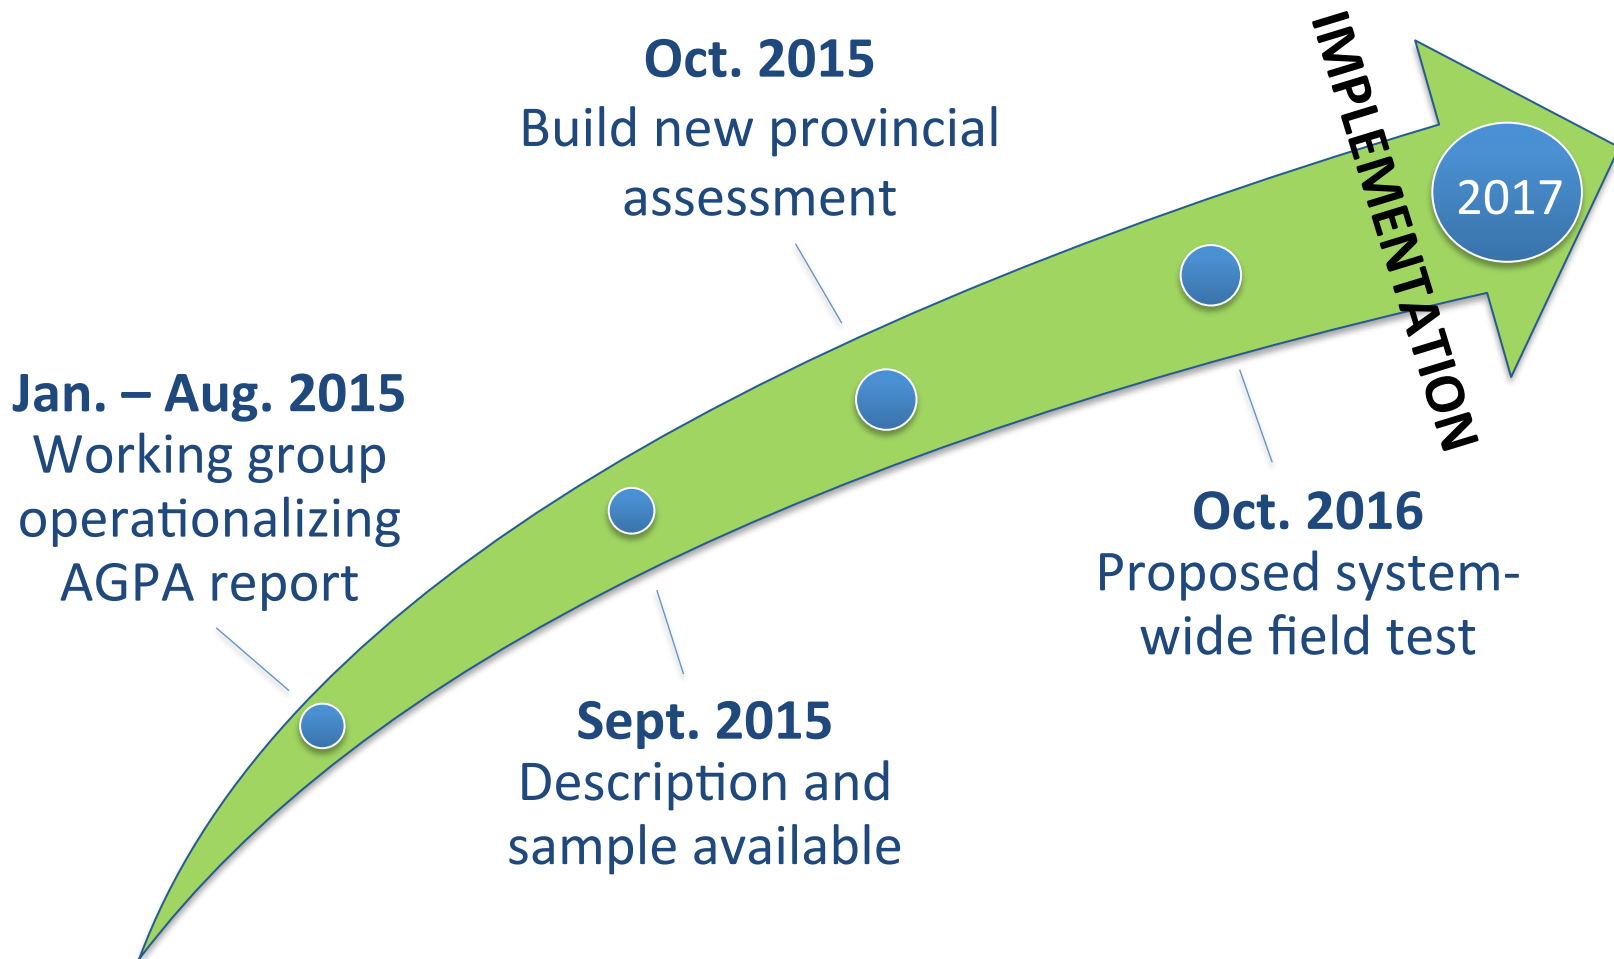 Jan. – Aug. 2015
Working group
operationalizing
AGPA report
Sept. 2015
Description and
sample available
Oct. 2015
Build new provincial
assessment
Oct. 2016
Proposed system-
wide field test
IMPLEMENTATION
2017